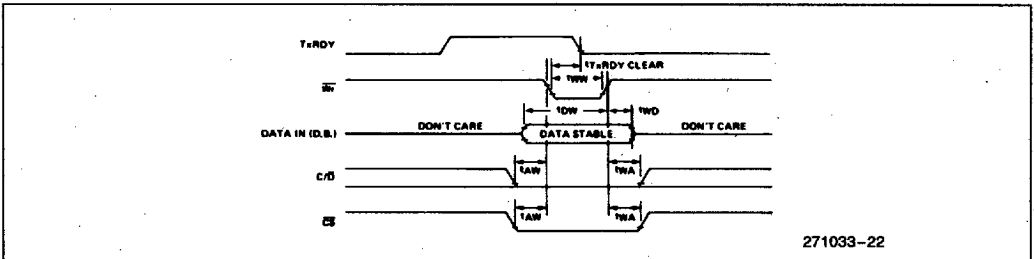 TxRDY
tTxRDY CLEAR
tWW
WR
tDW
tWD
DATA IN (D.B.)
DON'T CARE
DATA STABLE
DON'T CARE
tAW
tWA
C/D
tAW
tWA
CS
271033-22